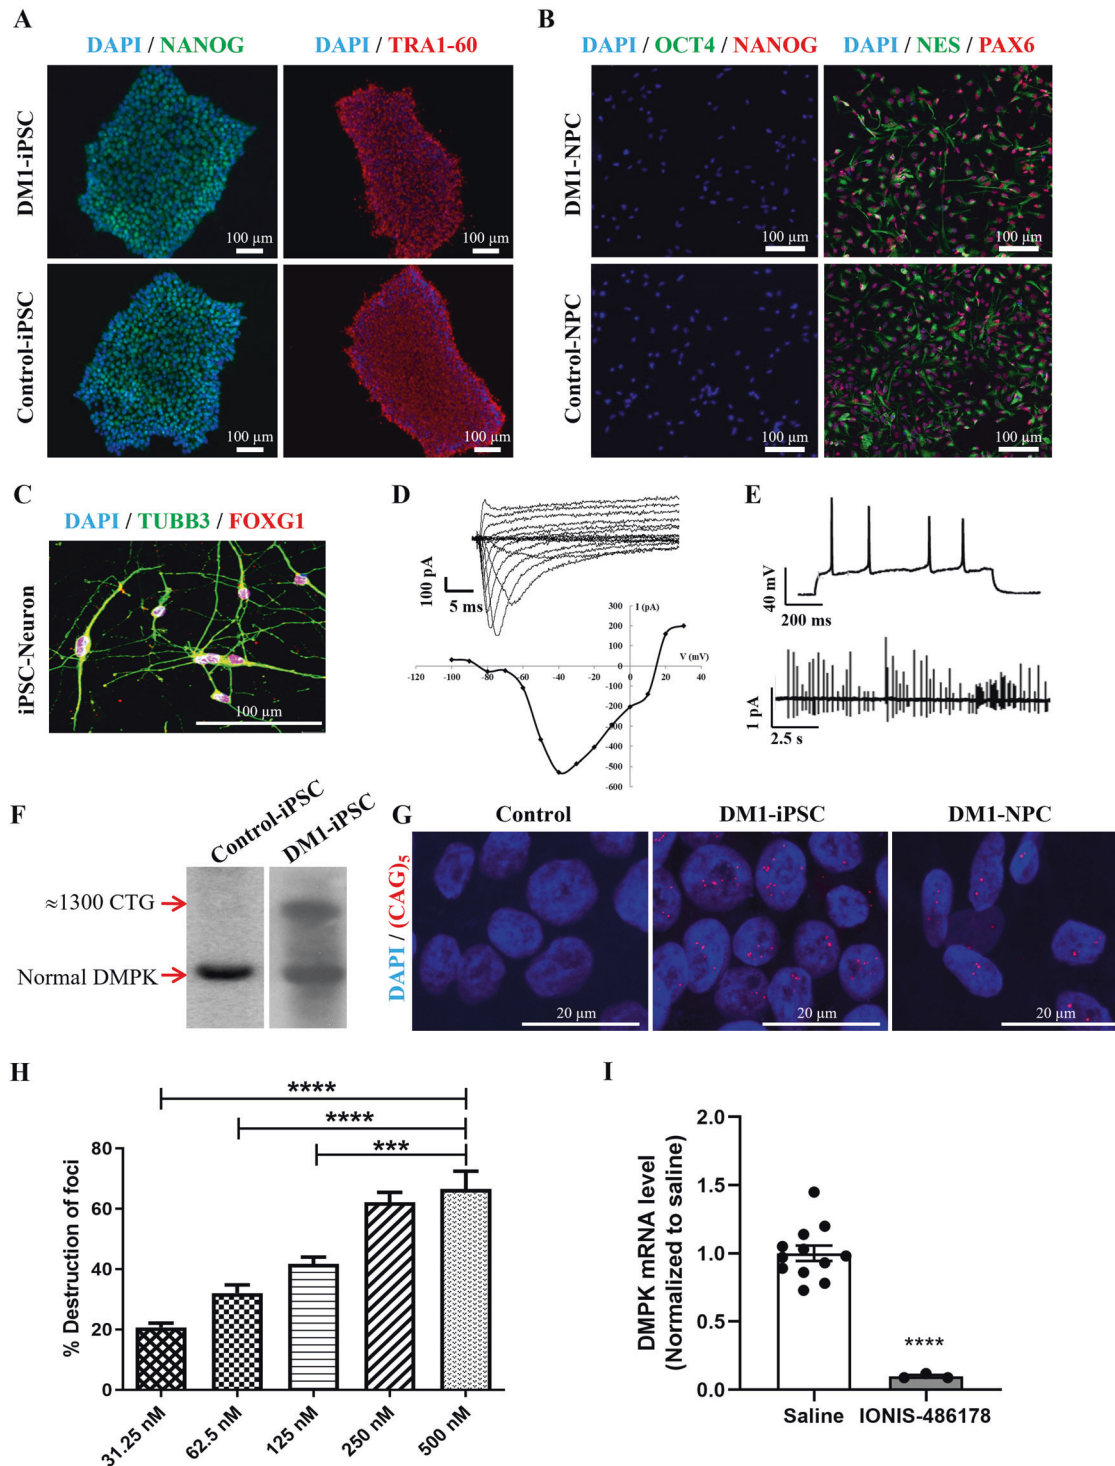 A
DAPI / NANOG
DAPI / TRA1-60
DM1-iPSC
100 µm
100 µm
Control-iPSC
100 µm
100 µm
B
DAPI / OCT4 / NANOG
DAPI / NES / PAX6
DM1-NPC
100 µm
100 µm
Control-NPC
100 µm
100 µm
C
DAPI / TUBB3 / FOXG1
iPSC-Neuron
100 µm
D
100 pA
5 ms
I (pA)
V (mV)
300
200
100
0
-100
-200
-300
-400
-500
-600
-120
-100
-80
-60
-40
-20
0
20
40
E
40 mV
200 ms
1 pA
2.5 s
F
Control-iPSC
DM1-iPSC
≈1300 CTG
Normal DMPK
G
Control
DM1-iPSC
DM1-NPC
DAPI / (CAG)5
20 µm
20 µm
20 µm
H
****
****
***
% Destruction of foci
80
60
40
20
0
31.25 nM
62.5 nM
125 nM
250 nM
500 nM
I
DMPK mRNA level
(Normalized to saline)
2.0
1.5
1.0
0.5
0.0
****
Saline
IONIS-486178